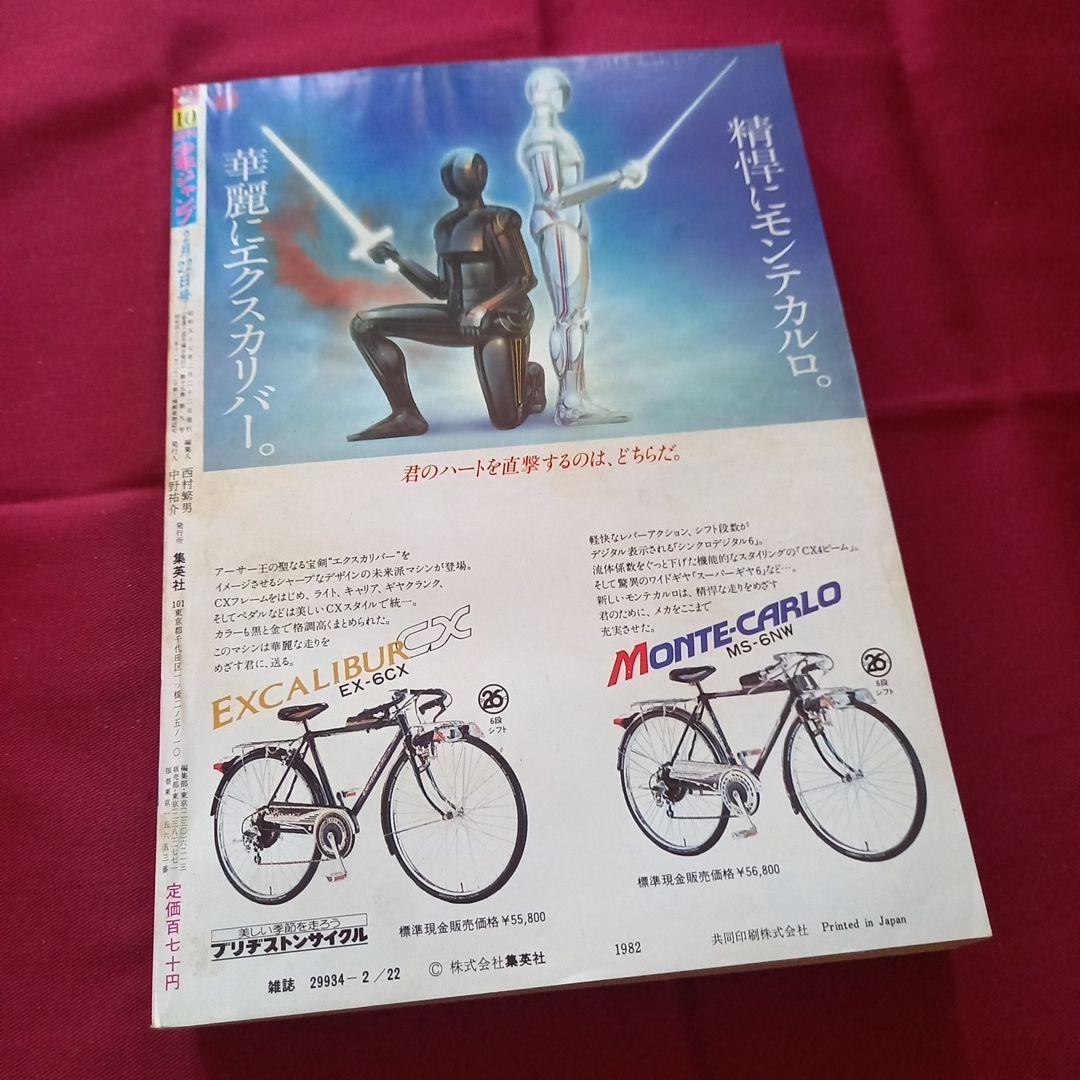 精悍にモンテカルロ。
華麗にエクスカリバー。
君のハートを直撃するのは、どちらだ。
アーサー王の聖なる宝剣“エクスカリバー”を
イメージさせるシャープなデザインの未来派マシンが登場。
CXフレームをはじめ、ライト、キャリア、ギヤクランク、
そしてペダルなどは美しいCXスタイルで統一。
カラーも黒と金で格調高くまとめられた。
このマシンは華麗な走りを
めざす君に、送る。
EXCALIBUR CX
EX-6CX
26
6段
シフト
標準現金販売価格¥55,800
軽快なレバーアクション、シフト段数が
デジタル表示される「シンクロデジタル6」。
流体係数をぐっと下げた機能的なスタイリングの「CX4ビーム」。
そして驚異のワイドギヤ「スーパーギヤ6」など…。
新しいモンテカルロは、精悍な走りをめざす
君のために、メカをここまで
充実させた。
MONTE-CARLO
MS-6NW
26
6段
シフト
標準現金販売価格¥56,800
美しい季節を走ろう
ブリヂストンサイクル
雑誌 29934-2/22
© 株式会社集英社
1982
共同印刷株式会社 Printed in Japan
10
少年ジャンプ
2月22日号
編集人 西村繁男
発行人 中野祐介
発行所 集英社
101 東京都千代田区一ツ橋二ノ五ノ一〇
定価百七十円